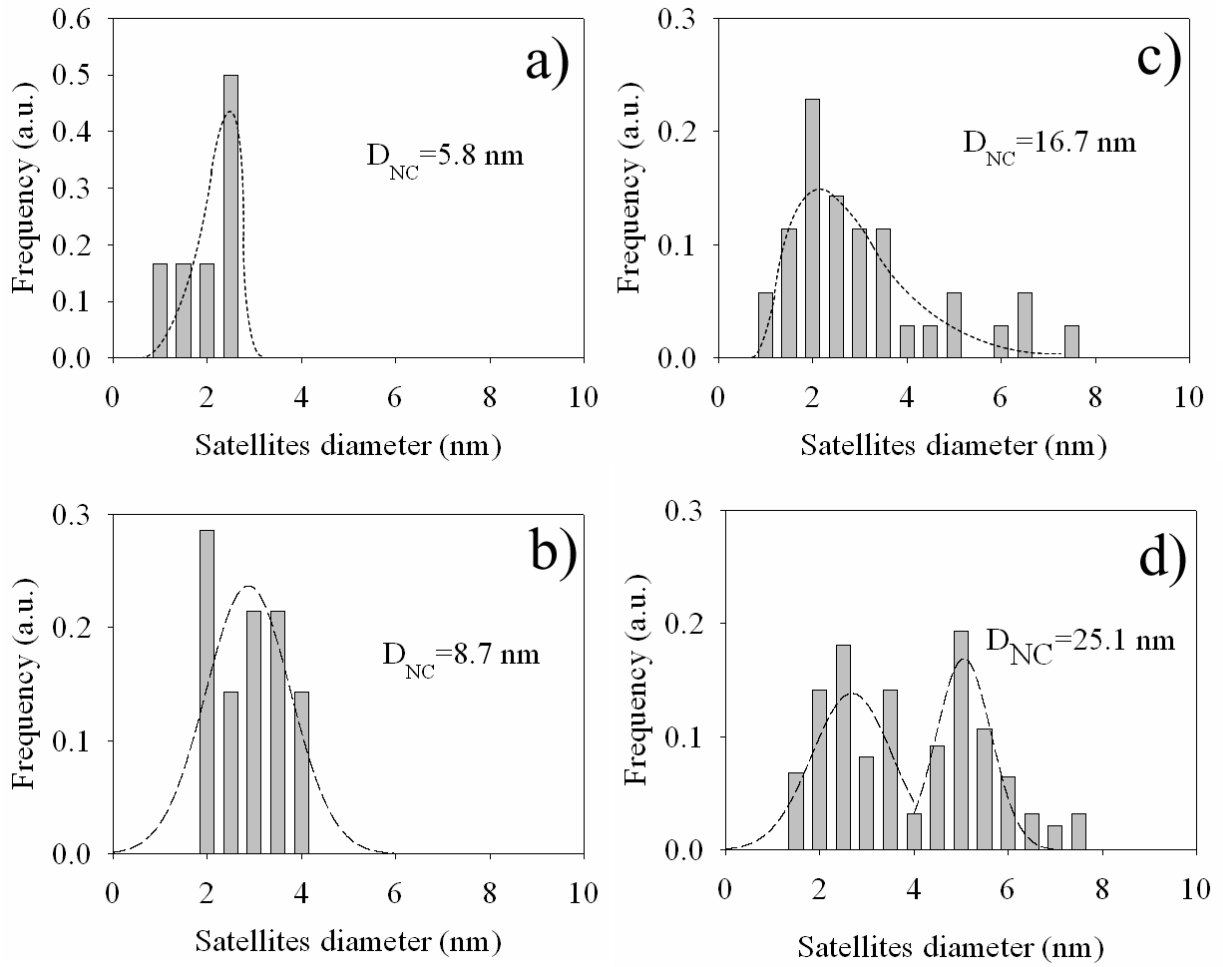 a)
D_NC=5.8 nm
Frequency (a.u.)
0.6
0.5
0.4
0.3
0.2
0.1
0.0
0 2 4 6 8 10
Satellites diameter (nm)
c)
D_NC=16.7 nm
Frequency (a.u.)
0.3
0.2
0.1
0.0
0 2 4 6 8 10
Satellites diameter (nm)
b)
D_NC=8.7 nm
Frequency (a.u.)
0.3
0.2
0.1
0.0
0 2 4 6 8 10
Satellites diameter (nm)
d)
D_NC=25.1 nm
Frequency (a.u.)
0.3
0.2
0.1
0.0
0 2 4 6 8 10
Satellites diameter (nm)